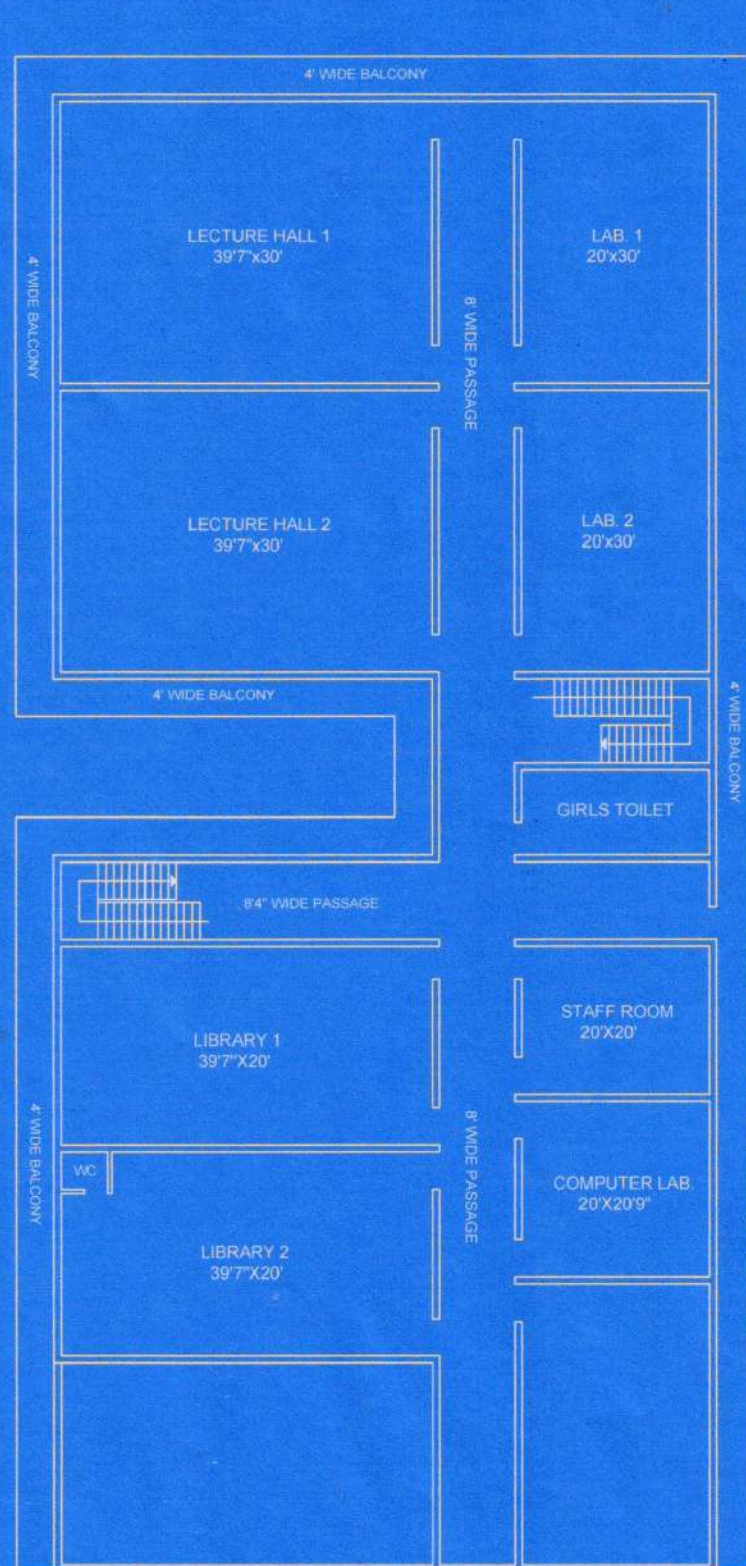 4' WIDE BALCONY
LECTURE HALL 1
39'7"x30'
LAB. 1
20'x30'
4' WIDE BALCONY
8' WIDE PASSAGE
LECTURE HALL 2
39'7"x30'
LAB. 2
20'x30'
4' WIDE BALCONY
4' WIDE BALCONY
GIRLS TOILET
8'4" WIDE PASSAGE
STAFF ROOM
20'X20'
LIBRARY 1
39'7"X20'
4' WIDE BALCONY
8' WIDE PASSAGE
WC
COMPUTER LAB.
20'X20'9"
LIBRARY 2
39'7"X20'